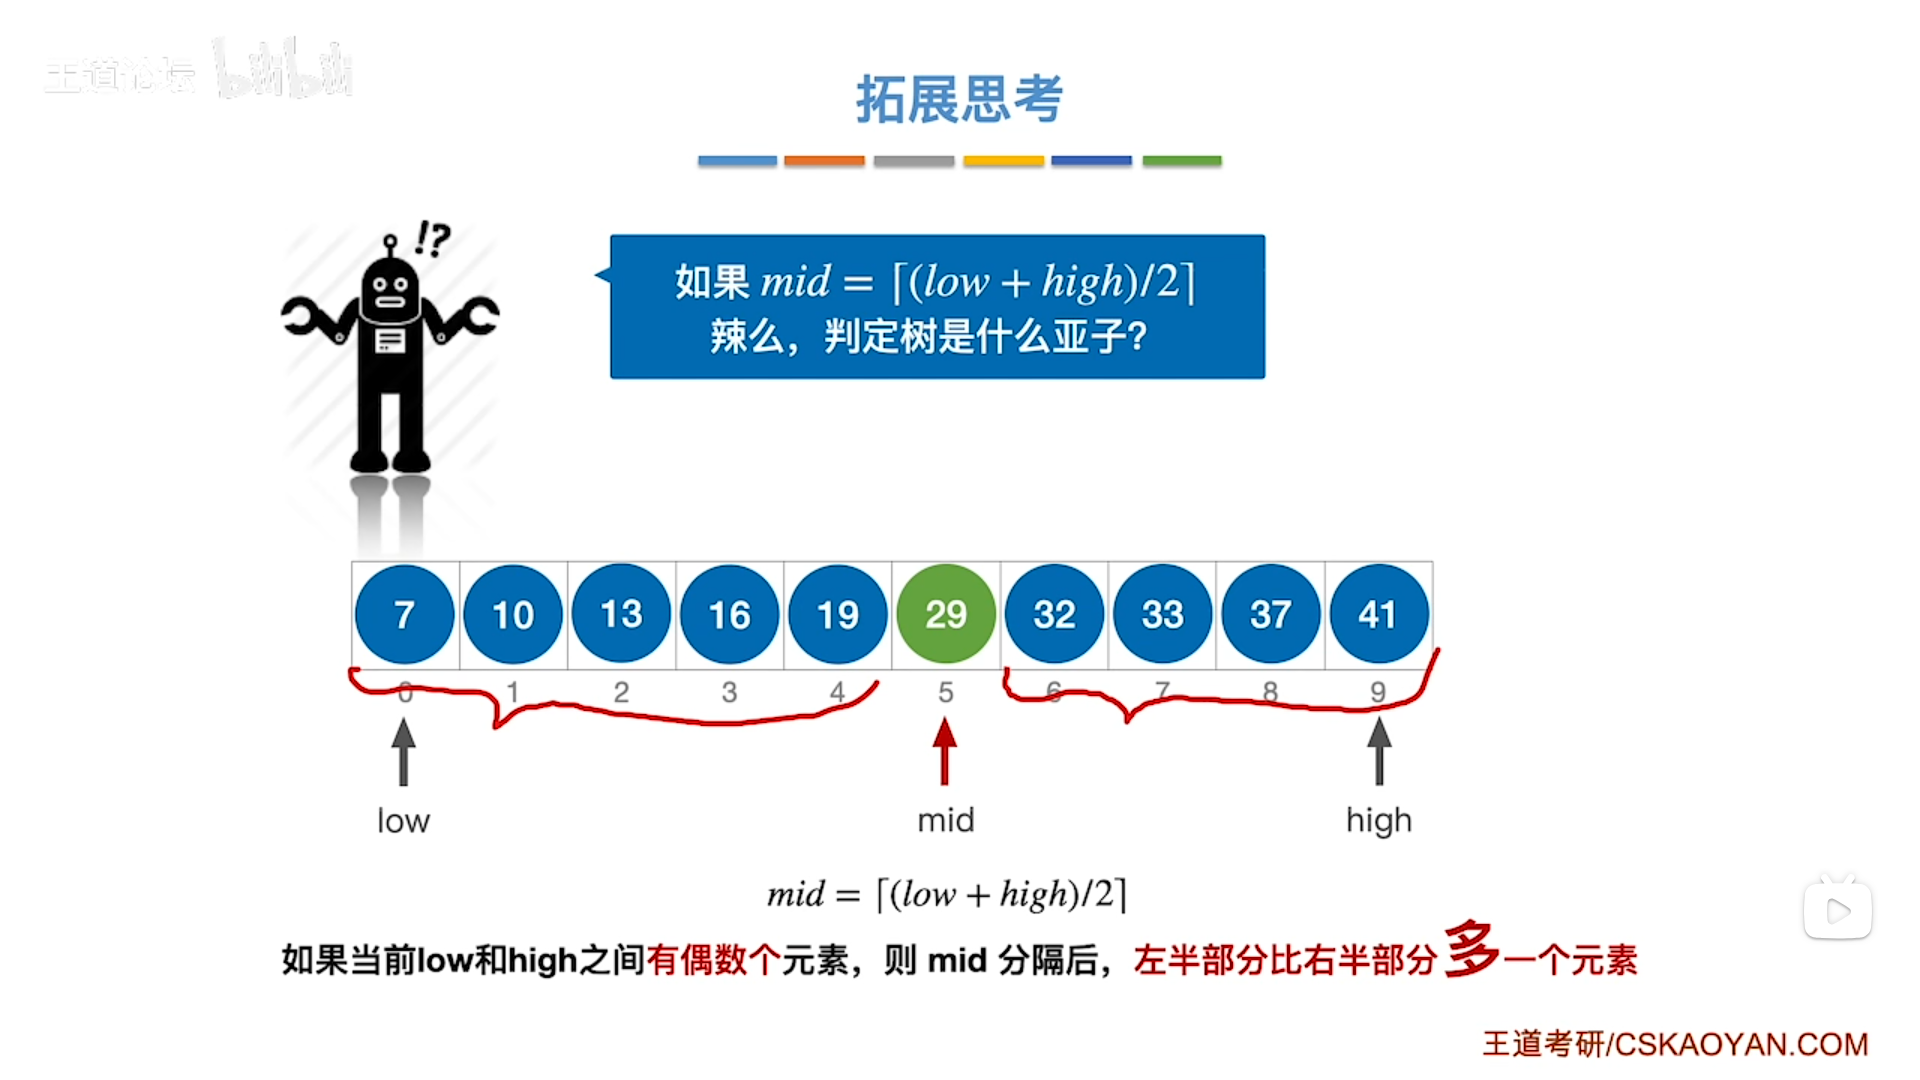 王道论坛 bilibili
拓展思考
!?
如果 mid = ⌈(low + high)/2⌉
辣么，判定树是什么亚子？
7 10 13 16 19 29 32 33 37 41
0 1 2 3 4 5 6 7 8 9
low mid high
mid = ⌈(low + high)/2⌉
如果当前low和high之间有偶数个元素，则 mid 分隔后，左半部分比右半部分多一个元素
王道考研/CSKAOYAN.COM